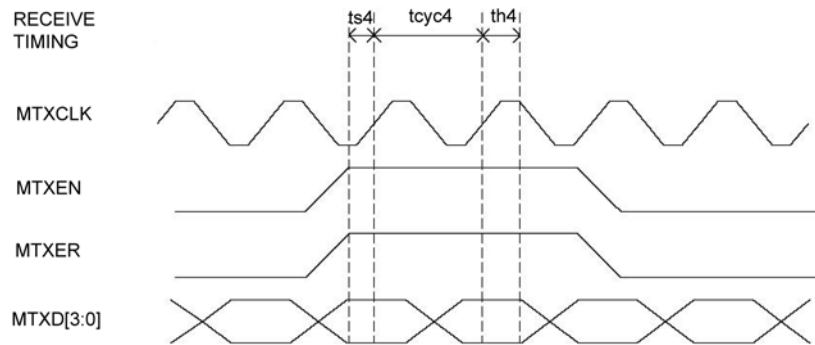 RECEIVE
TIMING
ts4 tcyc4 th4
MTXCLK
MTXEN
MTXER
MTXD[3:0]